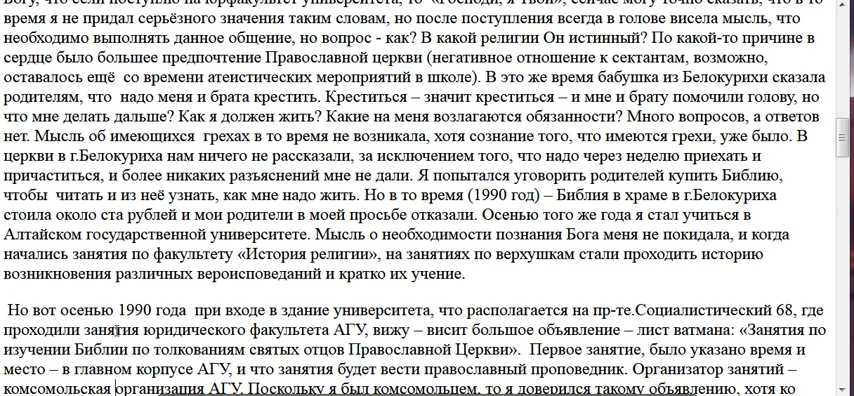 Богу, что если поступлю на юрфакультет университета, то «Господи, я Твой», сейчас могу точно сказать, что в то
время я не придал серьёзного значения таким словам, но после поступления всегда в голове висела мысль, что
необходимо выполнять данное общение, но вопрос - как? В какой религии Он истинный? По какой-то причине в
сердце было большее предпочтение Православной церкви (негативное отношение к сектантам, возможно,
оставалось ещё со времени атеистических мероприятий в школе). В это же время бабушка из Белокурихи сказала
родителям, что надо меня и брата крестить. Креститься – значит креститься – и мне и брату помочили голову, но
что мне делать дальше? Как я должен жить? Какие на меня возлагаются обязанности? Много вопросов, а ответов
нет. Мысль об имеющихся грехах в то время не возникала, хотя сознание того, что имеются грехи, уже было. В
церкви в г.Белокуриха нам ничего не рассказали, за исключением того, что надо через неделю приехать и
причаститься, и более никаких разъяснений мне не дали. Я попытался уговорить родителей купить Библию,
чтобы читать и из неё узнать, как мне надо жить. Но в то время (1990 год) – Библия в храме в г.Белокуриха
стоила около ста рублей и мои родители в моей просьбе отказали. Осенью того же года я стал учиться в
Алтайском государственной университете. Мысль о необходимости познания Бога меня не покидала, и когда
начались занятия по факультету «История религии», на занятиях по верхушкам стали проходить историю
возникновения различных вероисповеданий и кратко их учение.
Но вот осенью 1990 года при входе в здание университета, что располагается на пр-те.Социалистический 68, где
проходили занятия юридического факультета АГУ, вижу – висит большое объявление – лист ватмана: «Занятия по
изучении Библии по толкованиям святых отцов Православной Церкви». Первое занятие, было указано время и
место – в главном корпусе АГУ, и что занятия будет вести православный проповедник. Организатор занятий –
комсомольская организация АГУ. Поскольку я был комсомольцем, то я доверился такому объявлению, хотя ко